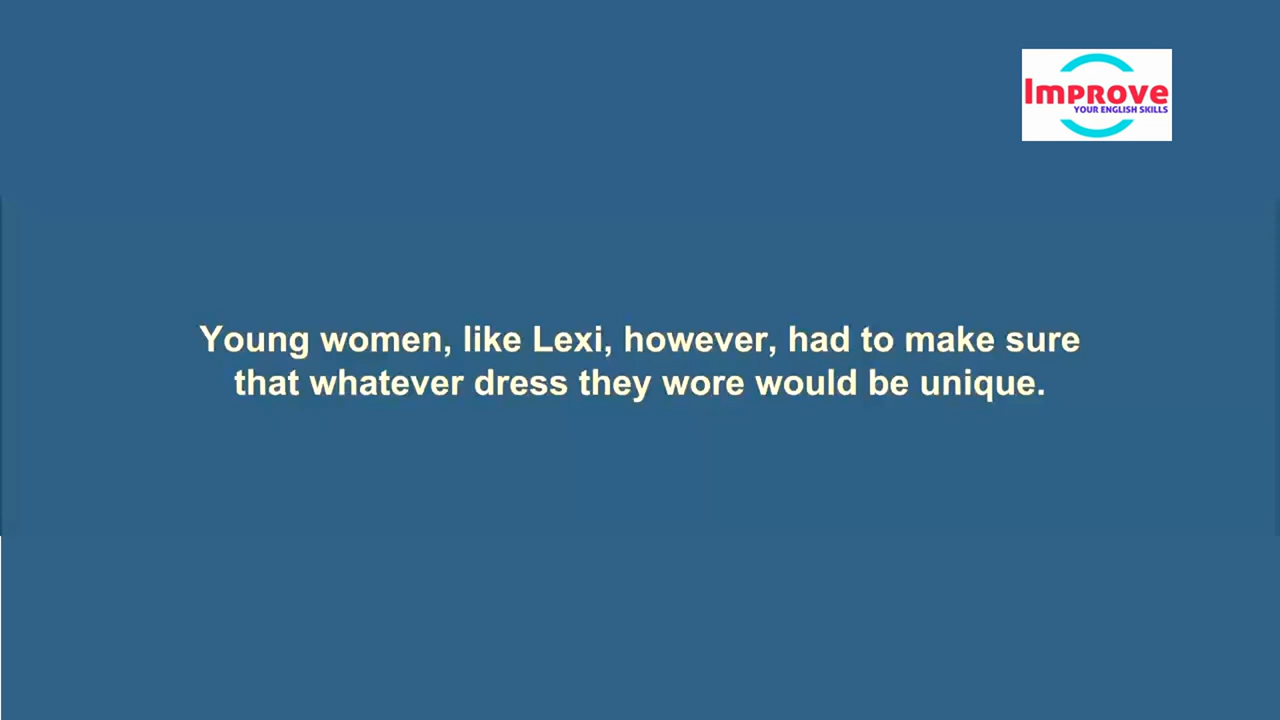 Improve
YOUR ENGLISH SKILLS
Young women, like Lexi, however, had to make sure
that whatever dress they wore would be unique.